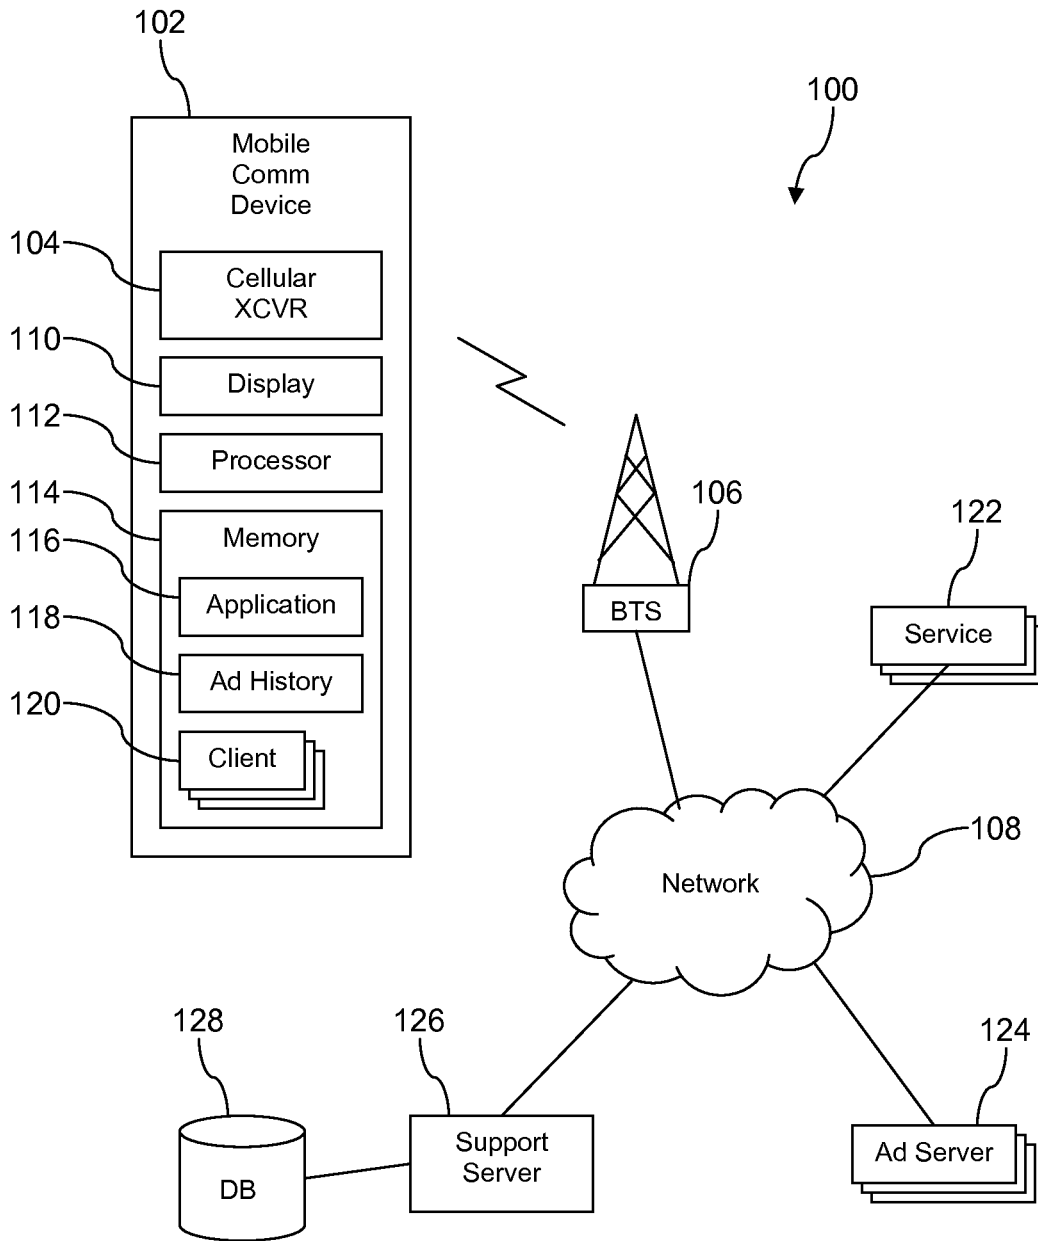 102
100
Mobile
Comm
Device
104
Cellular
XCVR
110
Display
112
Processor
114
Memory
116
Application
118
Ad History
120
Client
106
BTS
122
Service
108
Network
128
DB
126
Support
Server
124
Ad Server